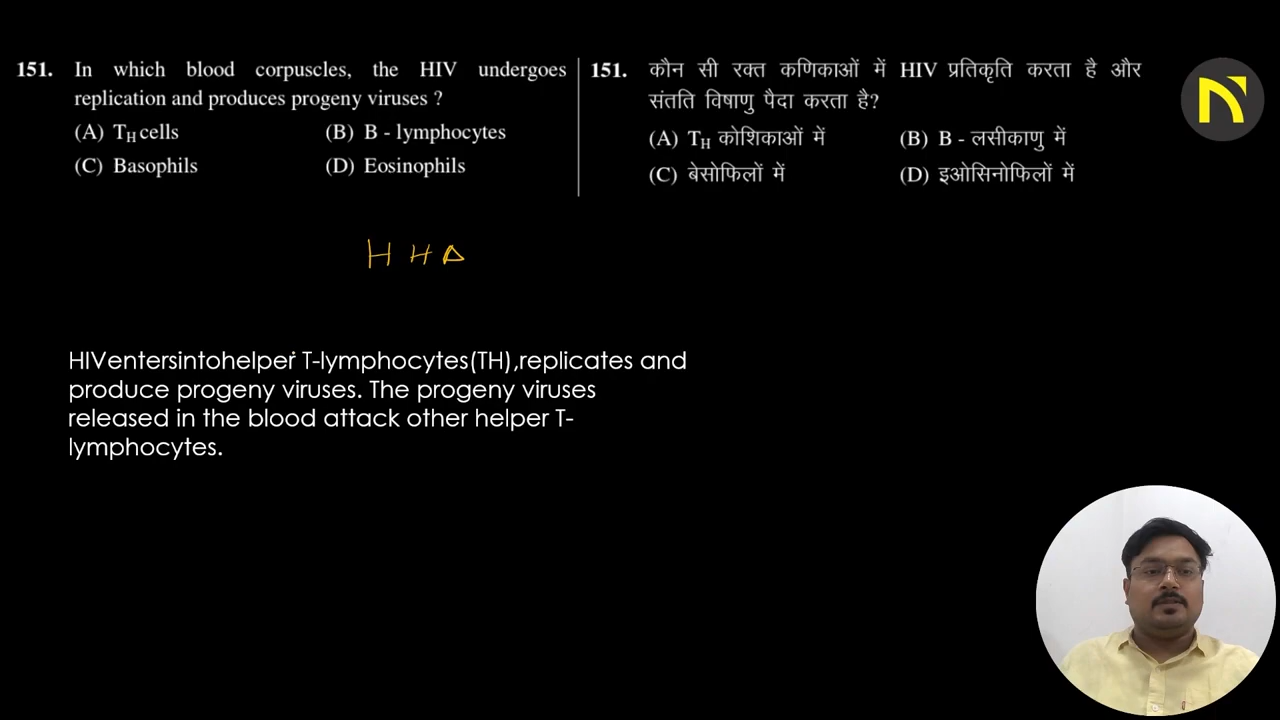 151. In which blood corpuscles, the HIV undergoes
replication and produces progeny viruses ?
(A) TH cells (B) B - lymphocytes
(C) Basophils (D) Eosinophils
151. कौन सी रक्त कणिकाओं में HIV प्रतिकृति करता है और
संतति विषाणु पैदा करता है?
(A) TH कोशिकाओं में (B) B - लसीकाणु में
(C) बेसोफिलों में (D) इओसिनोफिलों में
H H
HIVentersintohelper T-lymphocytes(TH),replicates and
produce progeny viruses. The progeny viruses
released in the blood attack other helper T-
lymphocytes.